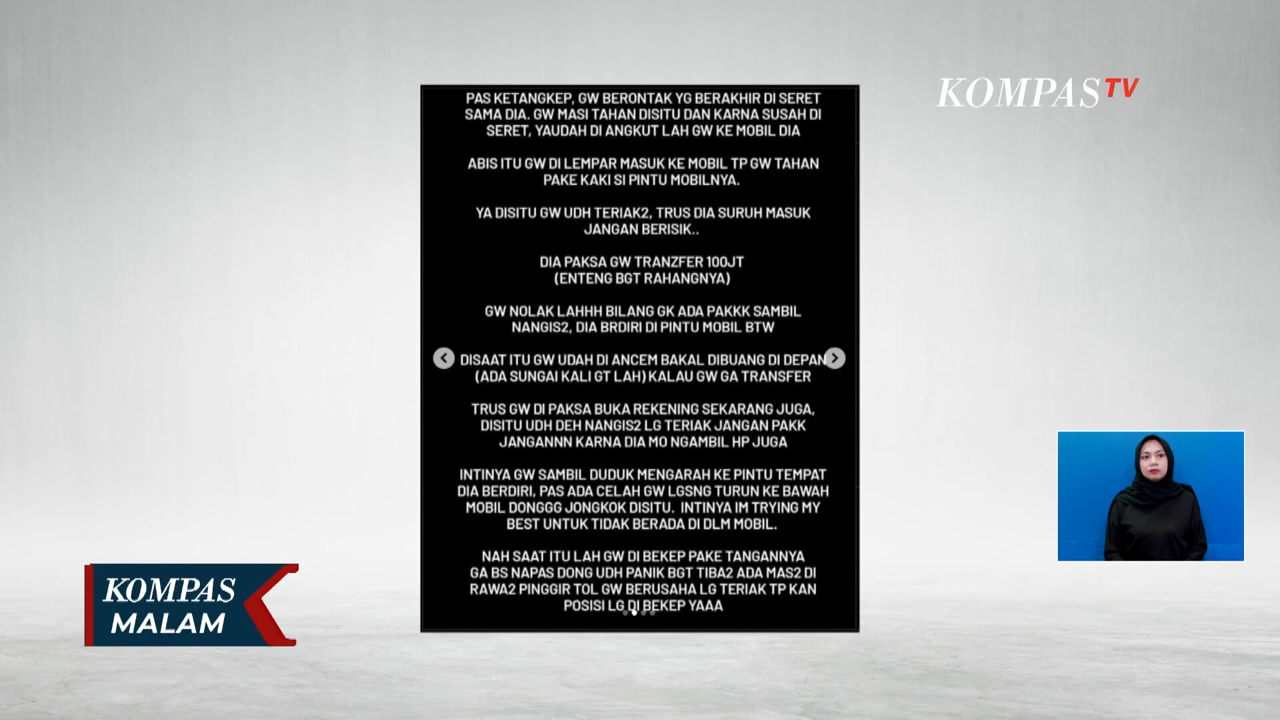 KOMPAS TV
PAS KETANGKEP, GW BERONTAK YG BERAKHIR DI SERET
SAMA DIA. GW MASI TAHAN DISITU DAN KARNA SUSAH DI
SERET, YAUDAH DI ANGKUT LAH GW KE MOBIL DIA
ABIS ITU GW DI LEMPAR MASUK KE MOBIL TP GW TAHAN
PAKE KAKI SI PINTU MOBILNYA.
YA DISITU GW UDH TERIAK2, TRUS DIA SURUH MASUK
JANGAN BERISIK..
DIA PAKSA GW TRANZFER 100JT
(ENTENG BGT RAHANGNYA)
GW NOLAK LAHHH BILANG GK ADA PAKKK SAMBIL
NANGIS2, DIA BRDIRI DI PINTU MOBIL BTW
DISAAT ITU GW UDAH DI ANCEM BAKAL DIBUANG DI DEPAN
(ADA SUNGAI KALI GT LAH) KALAU GW GA TRANSFER
TRUS GW DI PAKSA BUKA REKENING SEKARANG JUGA,
DISITU UDH DEH NANGIS2 LG TERIAK JANGAN PAKK
JANGANNN KARNA DIA MO NGAMBIL HP JUGA
INTINYA GW SAMBIL DUDUK MENGARAH KE PINTU TEMPAT
DIA BERDIRI, PAS ADA CELAH GW LGSNG TURUN KE BAWAH
MOBIL DONGGG JONGKOK DISITU. INTINYA IM TRYING MY
BEST UNTUK TIDAK BERADA DI DLM MOBIL.
NAH SAAT ITU LAH GW DI BEKEP PAKE TANGANNYA
GA BS NAPAS DONG UDH PANIK BGT TIBA2 ADA MAS2 DI
RAWA2 PINGGIR TOL GW BERUSAHA LG TERIAK TP KAN
POSISI LG DI BEKEP YAAA
KOMPAS
MALAM